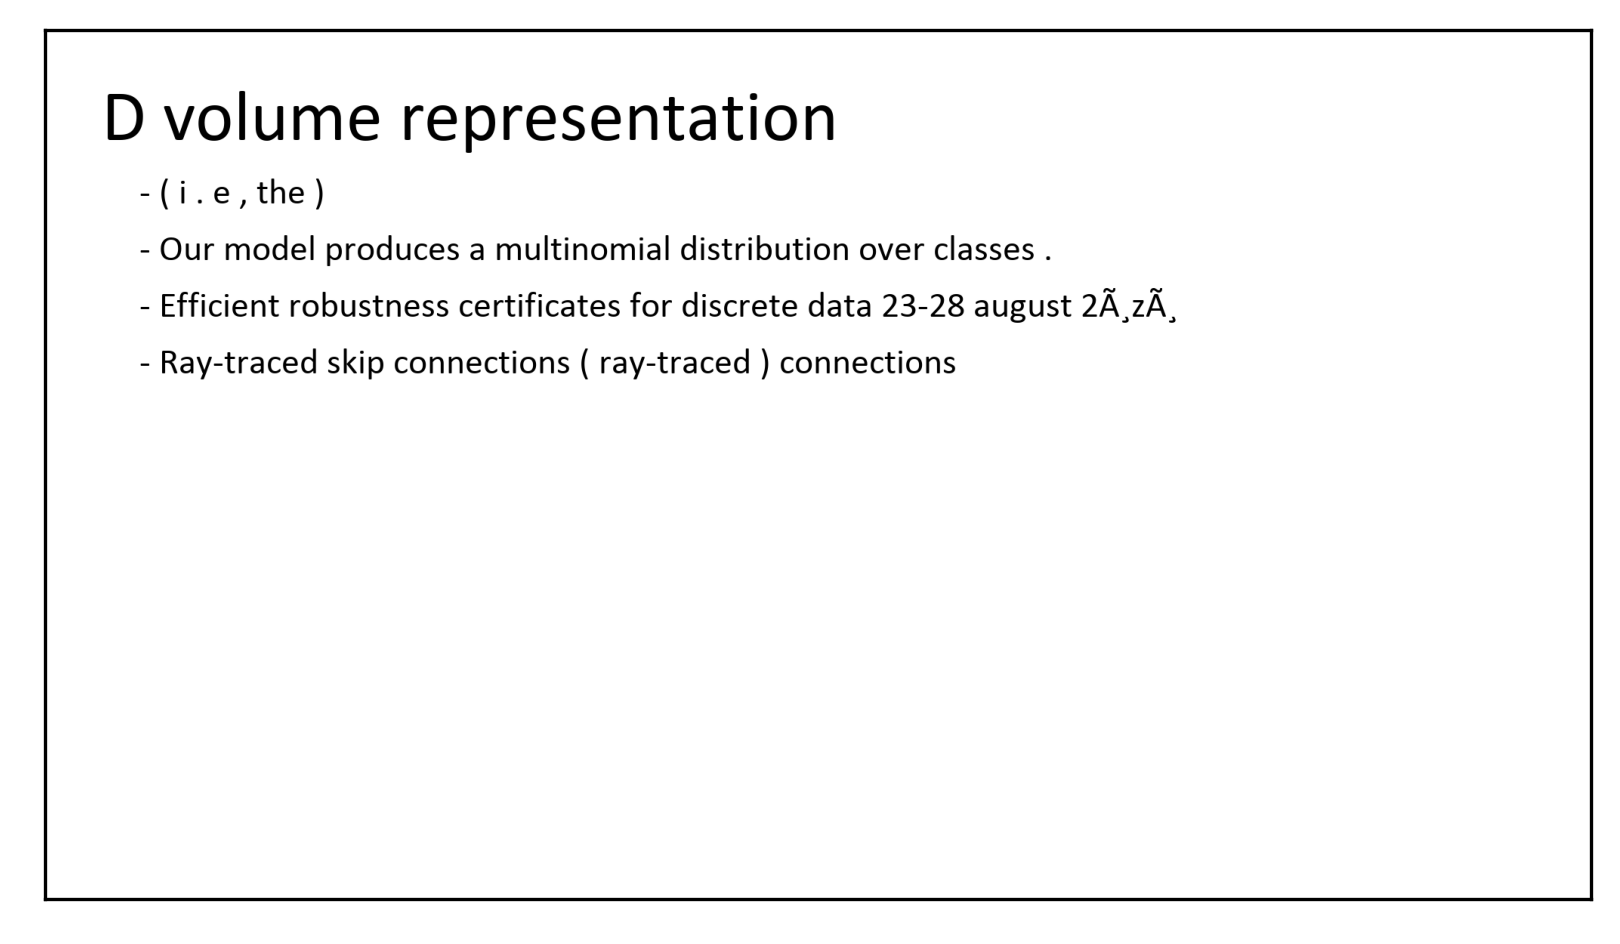 D volume representation
- ( i . e , the )
- Our model produces a multinomial distribution over classes .
- Efficient robustness certificates for discrete data 23-28 august 2Ã¸zÃ¸
- Ray-traced skip connections ( ray-traced ) connections